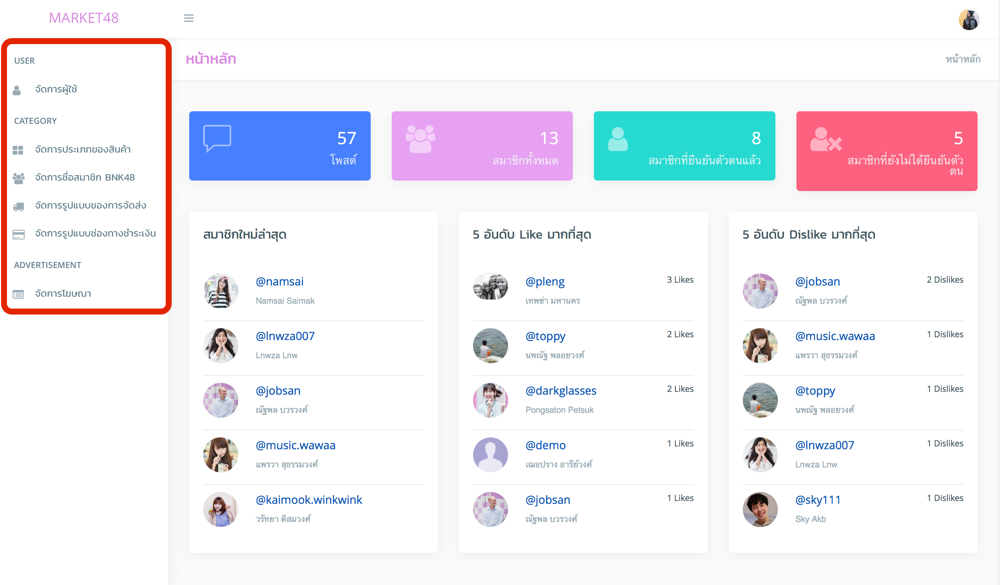 MARKET48
USER
จัดการผู้ใช้
CATEGORY
จัดการประเภทของสินค้า
จัดการชื่อสมาชิก BNK48
จัดการรูปแบบของการจัดส่ง
จัดการรูปแบบช่องทางชำระเงิน
ADVERTISEMENT
จัดการโฆษณา
หน้าหลัก
หน้าหลัก
57
โพสต์
13
สมาชิกทั้งหมด
8
สมาชิกที่ยืนยันตัวตนแล้ว
5
สมาชิกที่ยังไม่ได้ยืนยันตัว
ตน
สมาชิกใหม่ล่าสุด
@namsai
Namsai Saimak
@lnwza007
Lnwza Lnw
@jobsan
ณัฐพล บวรวงศ์
@music.wawaa
แพรวา สุธรรมวงศ์
@kaimook.winkwink
วรัทยา ดีสมวงศ์
5 อันดับ Like มากที่สุด
@pleng
3 Likes
เทพซ่า มหานคร
@toppy
2 Likes
นพณัฐ พลอยวงศ์
@darkglasses
2 Likes
Pongsaton Petsuk
@demo
1 Likes
เฌอปราง อารีย์วงศ์
@jobsan
1 Likes
ณัฐพล บวรวงศ์
5 อันดับ Dislike มากที่สุด
@jobsan
2 Dislikes
ณัฐพล บวรวงศ์
@music.wawaa
1 Dislikes
แพรวา สุธรรมวงศ์
@toppy
1 Dislikes
นพณัฐ พลอยวงศ์
@lnwza007
1 Dislikes
Lnwza Lnw
@sky111
1 Dislikes
Sky Akb